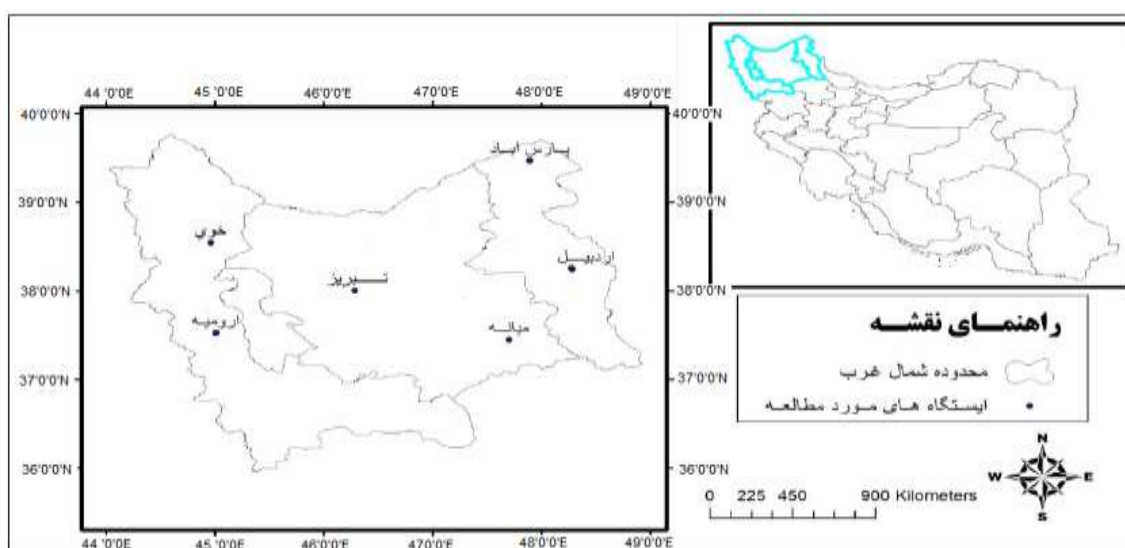 44°0'0"E 45°0'0"E 46°0'0"E 47°0'0"E 48°0'0"E 49°0'0"E
40°0'0"N 40°0'0"N
پارس آباد
39°0'0"N 39°0'0"N
خوي
اردبیل
تبریز
38°0'0"N 38°0'0"N
ارومیه
میانه
37°0'0"N 37°0'0"N
36°0'0"N 36°0'0"N
44°0'0"E 45°0'0"E 46°0'0"E 47°0'0"E 48°0'0"E 49°0'0"E
راهنمای نقشه
محدوده شمال غرب
ایستگاه های مورد مطالعه
N
W E
S
0 225 450 900 Kilometers